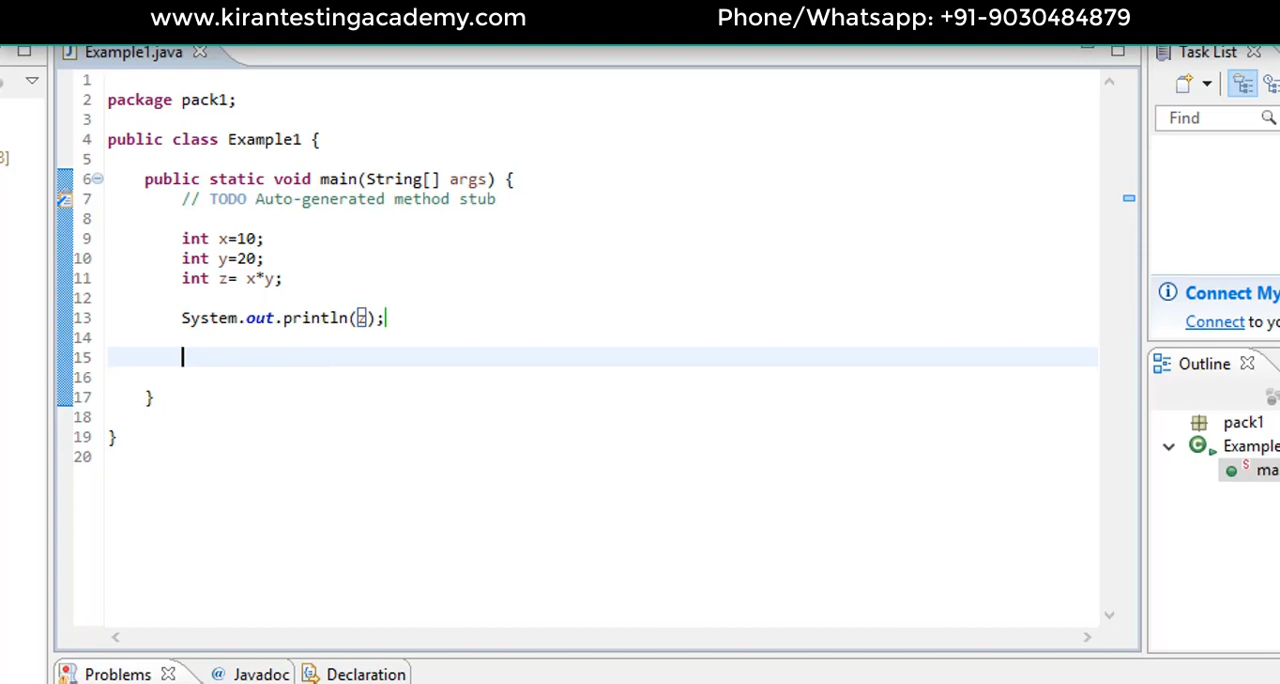 www.kirantestingacademy.com Phone/Whatsapp: +91-9030484879
Example1.java
Task List
1
2 package pack1;
3
4 public class Example1 {
5
6 public static void main(String[] args) {
7 // TODO Auto-generated method stub
8
9 int x=10;
10 int y=20;
11 int z= x*y;
12
13 System.out.println(z);
14
15
16
17 }
18
19 }
20
Find
Connect My
Connect to yo
Outline
pack1
Example
S
ma
Problems @ Javadoc Declaration